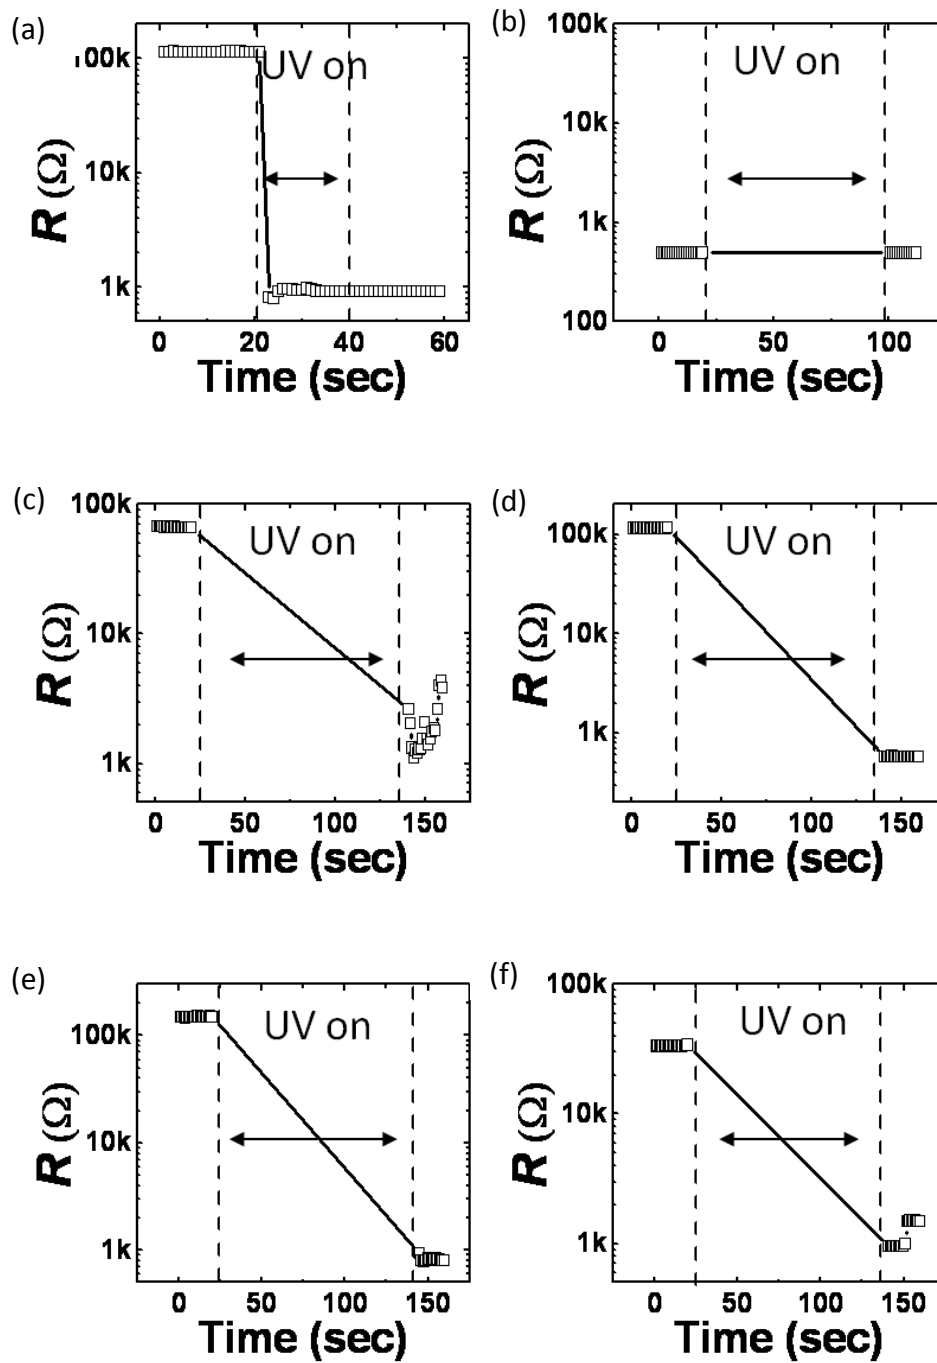 (a)
100k
10k
1k
R (Ω)
UV on
0 20 40 60
Time (sec)
(b)
100k
10k
1k
100
R (Ω)
UV on
0 50 100
Time (sec)
(c)
100k
10k
1k
R (Ω)
UV on
0 50 100 150
Time (sec)
(d)
100k
10k
1k
R (Ω)
UV on
0 50 100 150
Time (sec)
(e)
100k
10k
1k
R (Ω)
UV on
0 50 100 150
Time (sec)
(f)
100k
10k
1k
R (Ω)
UV on
0 50 100 150
Time (sec)